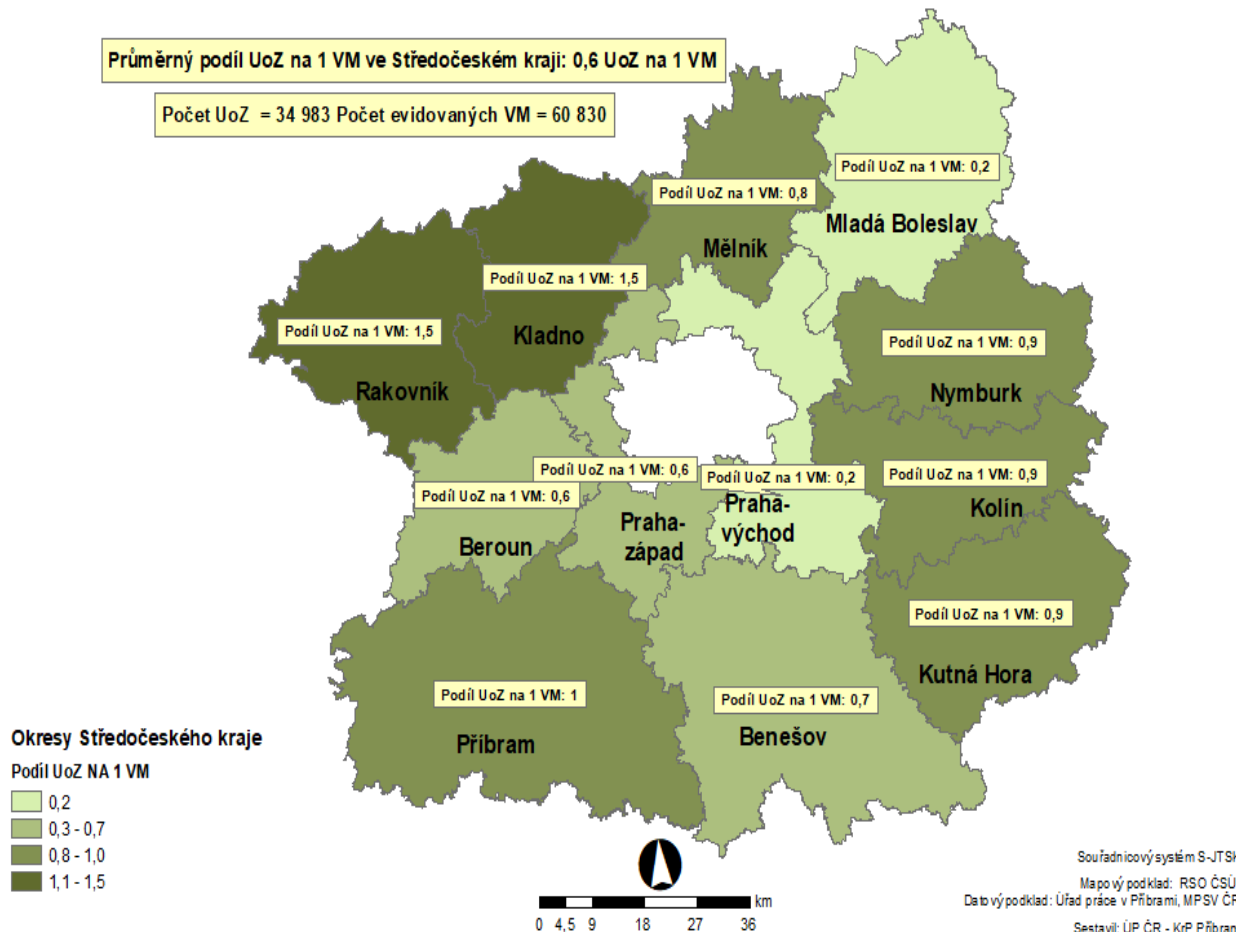 Průměrný podíl UoZ na 1 VM ve Středočeském kraji: 0,6 UoZ na 1 VM
Počet UoZ = 34 983 Počet evidovaných VM = 60 830
Podíl UoZ na 1 VM: 0,2
Mladá Boleslav
Podíl UoZ na 1 VM: 0,8
Mělník
Podíl UoZ na 1 VM: 1,5
Kladno
Podíl UoZ na 1 VM: 1,5
Rakovník
Podíl UoZ na 1 VM: 0,9
Nymburk
Podíl UoZ na 1 VM: 0,6
Praha-
západ
Podíl UoZ na 1 VM: 0,2
Praha-
východ
Podíl UoZ na 1 VM: 0,9
Kolín
Podíl UoZ na 1 VM: 0,6
Beroun
Podíl UoZ na 1 VM: 0,9
Kutná Hora
Podíl UoZ na 1 VM: 1
Příbram
Podíl UoZ na 1 VM: 0,7
Benešov
Okresy Středočeského kraje
Podíl UoZ NA 1 VM
0,2
0,3 - 0,7
0,8 - 1,0
1,1 - 1,5
km
0 4,5 9 18 27 36
Souřadnicový systém S-JTSK
Mapový podklad: RSO ČSÚ
Datový podklad: Úřad práce v Příbrami, MPSV ČR
Sestavil: ÚP ČR - KrP Příbram